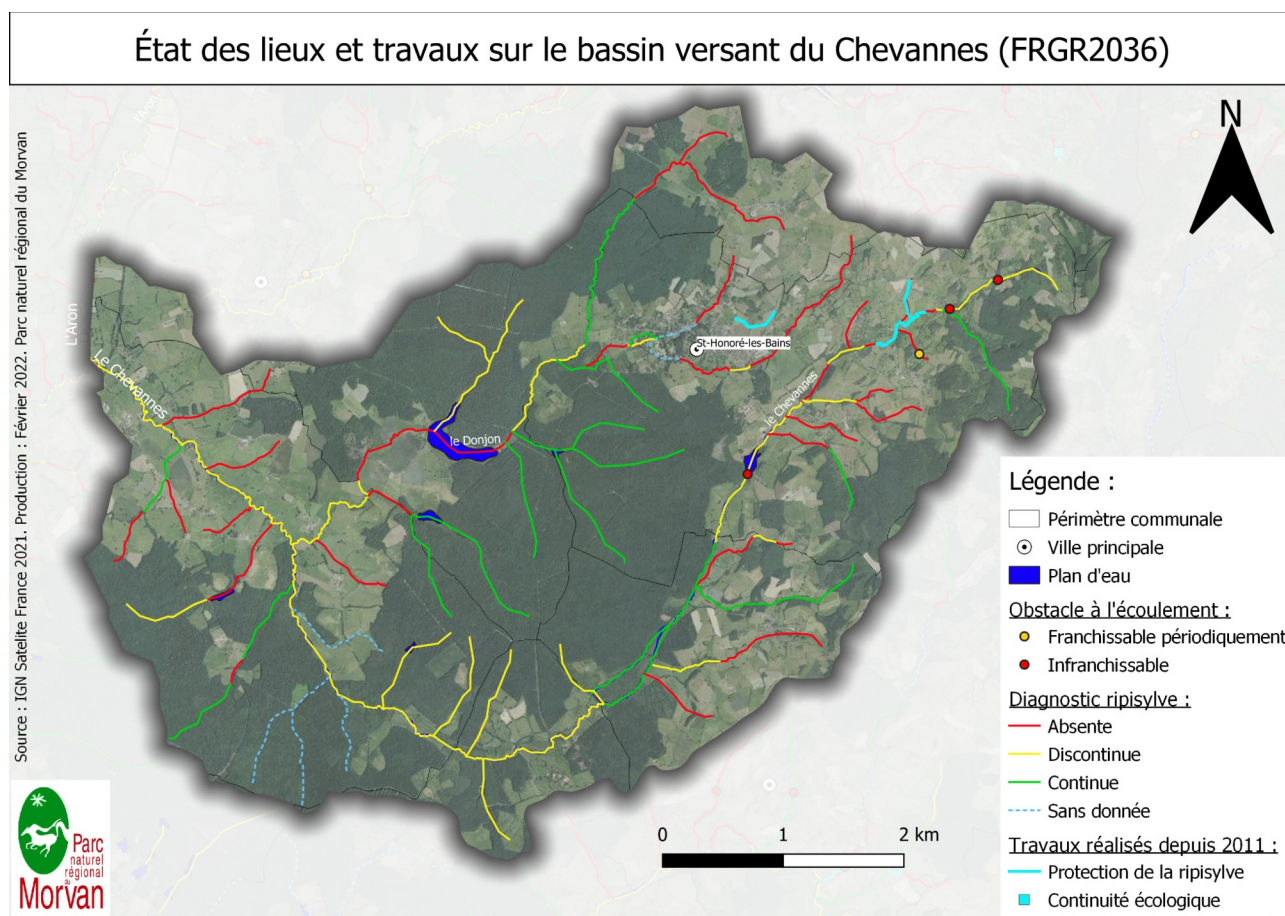 État des lieux et travaux sur le bassin versant du Chevannes (FRGR2036)
Source : IGN Satelite France 2021. Production : Février 2022. Parc naturel régional du Morvan
N
L'Aron
L'Aron
Le Chevannes
St-Honoré-les-Bains
le Chevannes
le Donjon
Légende :
Périmètre communale
Ville principale
Plan d'eau
Obstacle à l'écoulement :
Franchissable périodiquement
Infranchissable
Diagnostic ripisylve :
Absente
Discontinue
Continue
Sans donnée
Travaux réalisés depuis 2011 :
Protection de la ripisylve
Continuité écologique
0 1 2 km
Parc
naturel
régional
du
Morvan